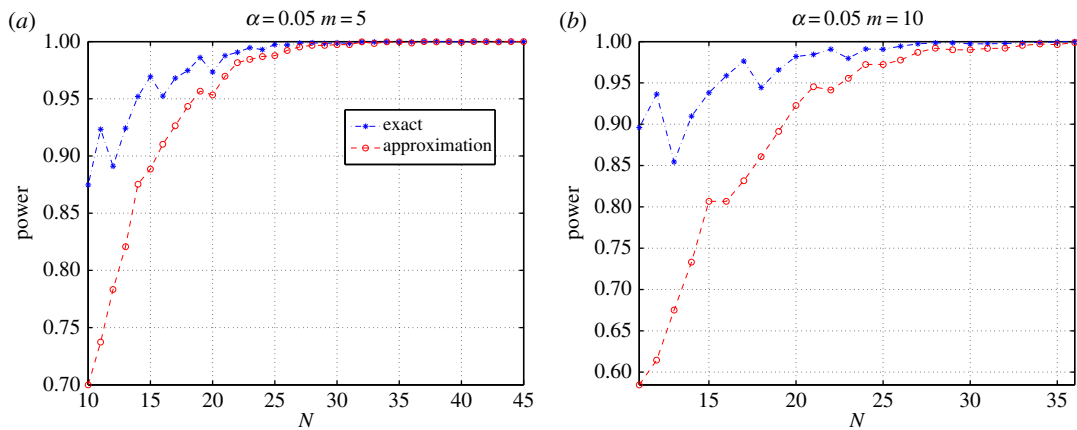 (a) α = 0.05 m = 5
1.00
0.95
0.90
0.85
0.80
0.75
0.70
power
exact
approximation
10 15 20 25 30 35 40 45
N
(b) α = 0.05 m = 10
1.00
0.95
0.90
0.85
0.80
0.75
0.70
0.65
0.60
power
15 20 25 30 35
N